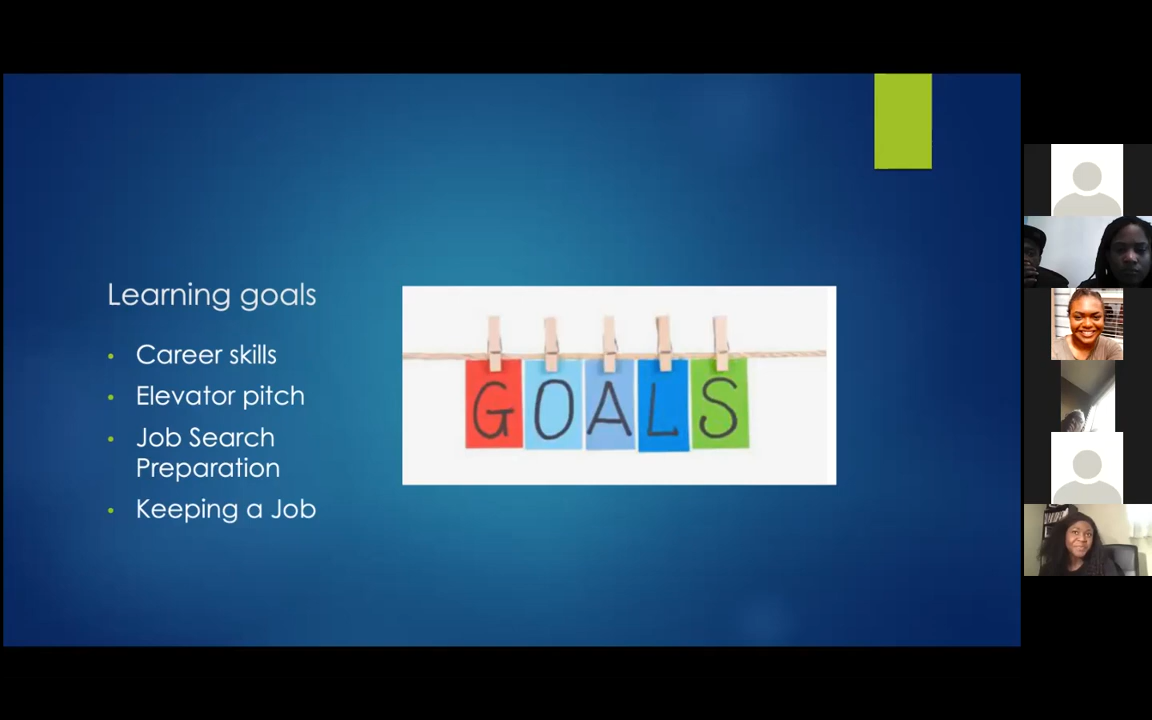 Learning goals
• Career skills
• Elevator pitch
• Job Search
Preparation
• Keeping a Job
GOALS